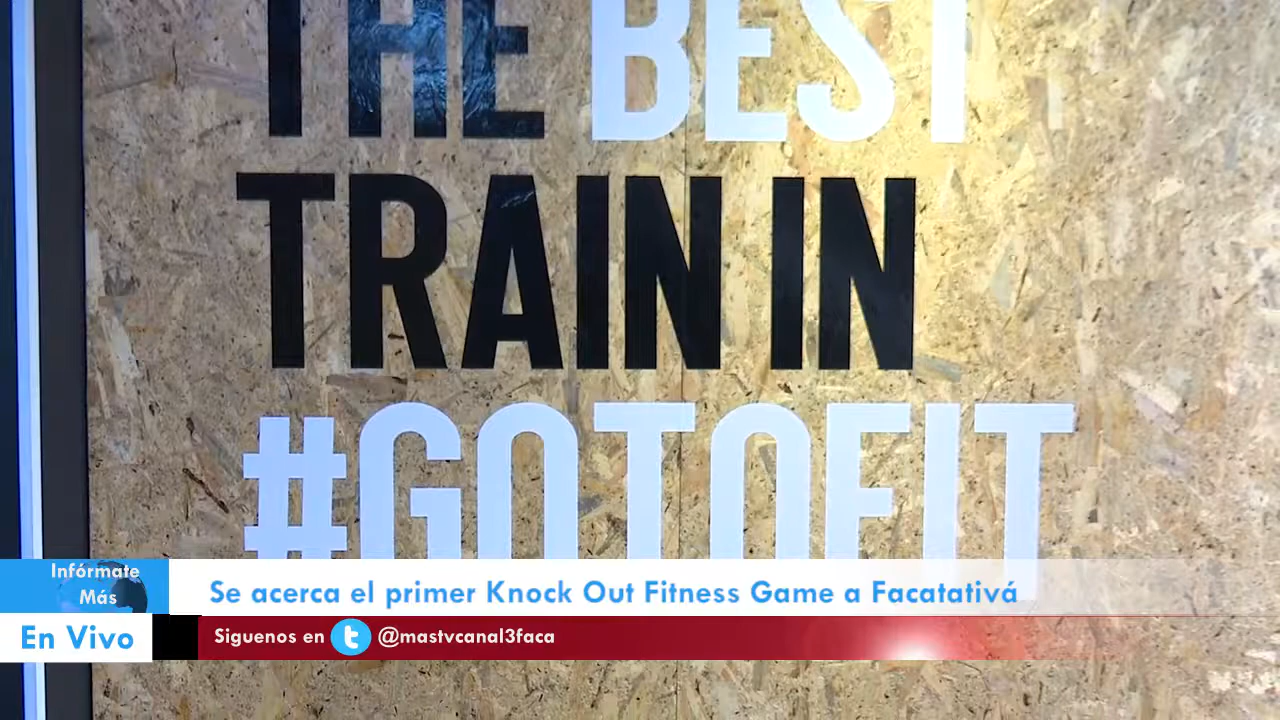 THE BEST
TRAIN IN
#GOTOFIT
Infórmate
Más
Se acerca el primer Knock Out Fitness Game a Facatativá
En Vivo
Siguenos en @mastvcanal3faca